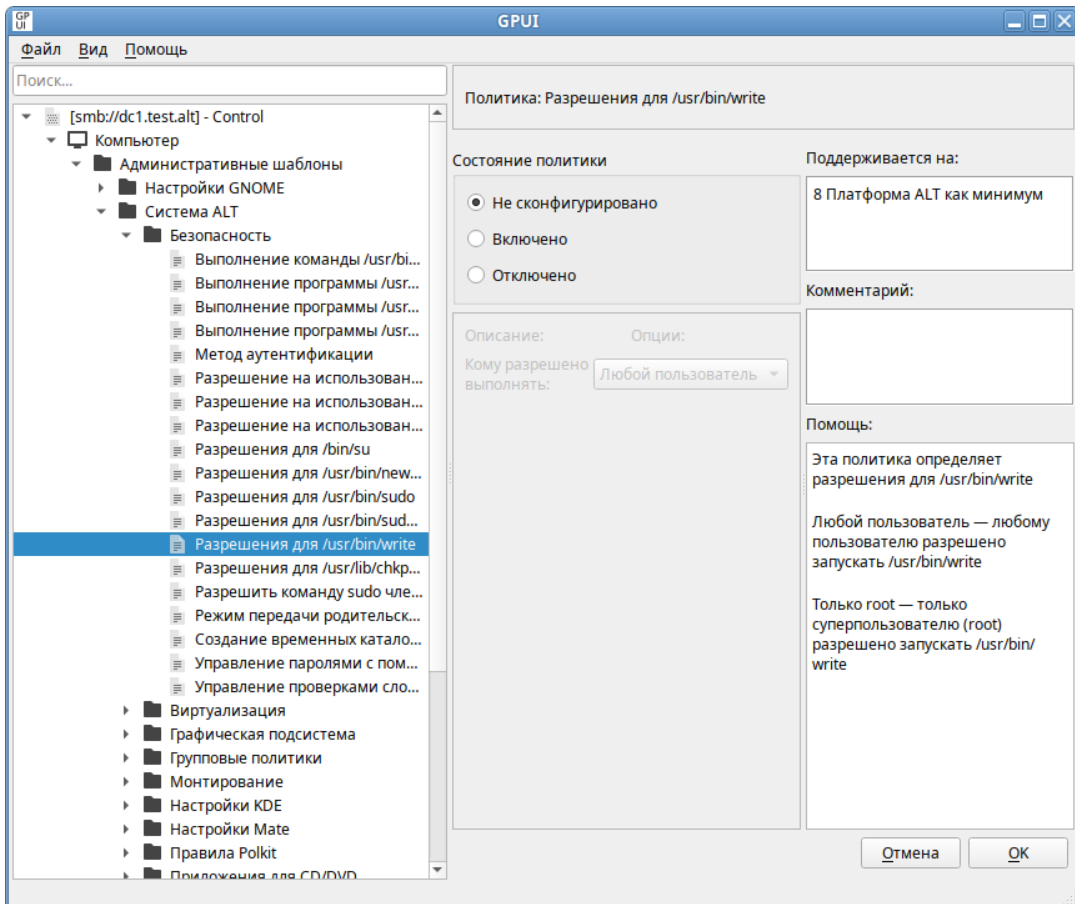 GPUI
GPUI
Файл Вид Помощь
Поиск...
[smb://dc1.test.alt] - Control
Компьютер
Административные шаблоны
Настройки GNOME
Система ALT
Безопасность
Выполнение команды /usr/bi...
Выполнение программы /usr...
Выполнение программы /usr...
Выполнение программы /usr...
Метод аутентификации
Разрешение на использован...
Разрешение на использован...
Разрешение на использован...
Разрешения для /bin/su
Разрешения для /usr/bin/new...
Разрешения для /usr/bin/sudo
Разрешения для /usr/bin/sud...
Разрешения для /usr/bin/write
Разрешения для /usr/lib/chkp...
Разрешить команду sudo чле...
Режим передачи родительск...
Создание временных катало...
Управление паролями с пом...
Управление проверками сло...
Виртуализация
Графическая подсистема
Групповые политики
Монтирование
Настройки KDE
Настройки Mate
Правила Polkit
Приложения для CD/DVD
Политика: Разрешения для /usr/bin/write
Состояние политики
Не сконфигурировано
Включено
Отключено
Описание: Опции:
Кому разрешено
выполнять:
Любой пользователь
Поддерживается на:
8 Платформа ALT как минимум
Комментарий:
Помощь:
Эта политика определяет
разрешения для /usr/bin/write
Любой пользователь — любому
пользователю разрешено
запускать /usr/bin/write
Только root — только
суперпользователю (root)
разрешено запускать /usr/bin/
write
Отмена
OK